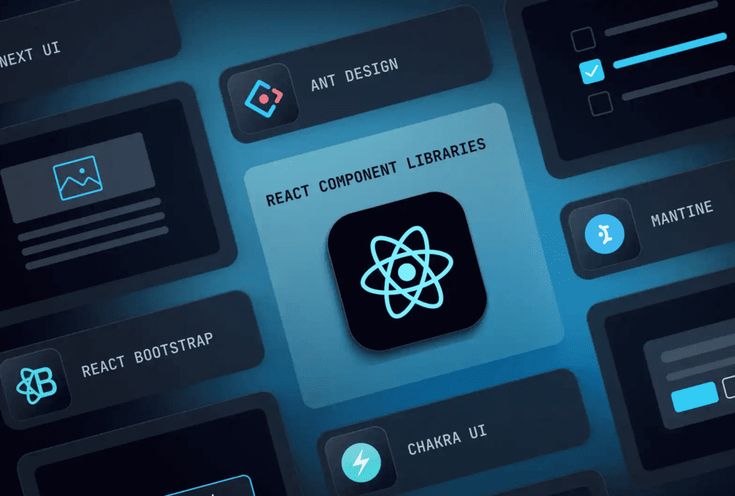 NEXT UI
ANT DESIGN
REACT COMPONENT LIBRARIES
MANTINE
REACT BOOTSTRAP
CHAKRA UI